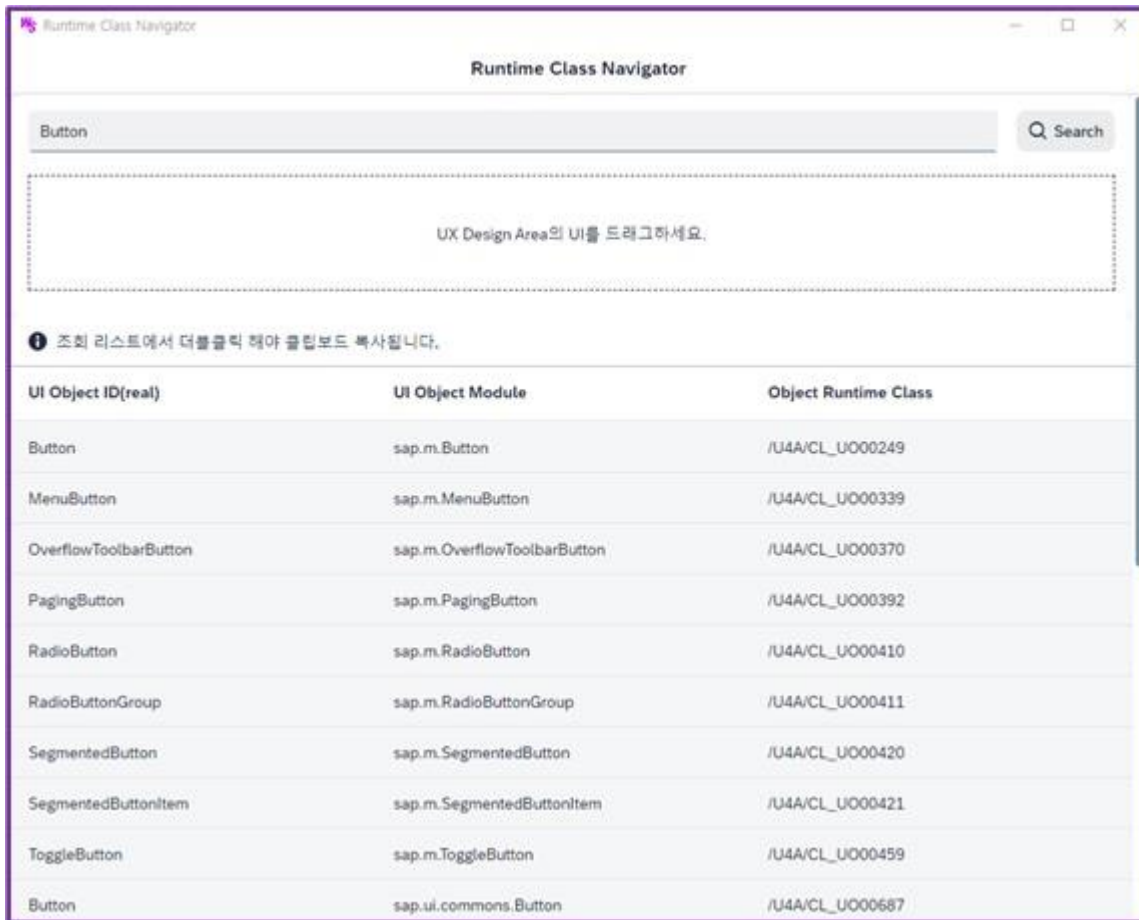 Runtime Class Navigator
Runtime Class Navigator
Button
Search
UX Design Area의 UI를 드래그하세요.
조회 리스트에서 더블클릭 해야 클립보드 복사됩니다.
UI Object ID(real) UI Object Module Object Runtime Class
Button sap.m.Button /U4A/CL_UO00249
MenuButton sap.m.MenuButton /U4A/CL_UO00339
OverflowToolbarButton sap.m.OverflowToolbarButton /U4A/CL_UO00370
PagingButton sap.m.PagingButton /U4A/CL_UO00392
RadioButton sap.m.RadioButton /U4A/CL_UO00410
RadioButtonGroup sap.m.RadioButtonGroup /U4A/CL_UO00411
SegmentedButton sap.m.SegmentedButton /U4A/CL_UO00420
SegmentedButtonItem sap.m.SegmentedButtonItem /U4A/CL_UO00421
ToggleButton sap.m.ToggleButton /U4A/CL_UO00459
Button sap.ui.commons.Button /U4A/CL_UO00687